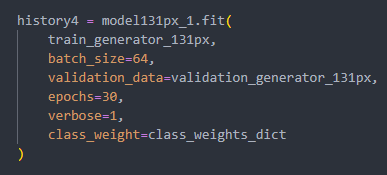 history4 = model131px_1.fit(
    train_generator_131px,
    batch_size=64,
    validation_data=validation_generator_131px,
    epochs=30,
    verbose=1,
    class_weight=class_weights_dict
)